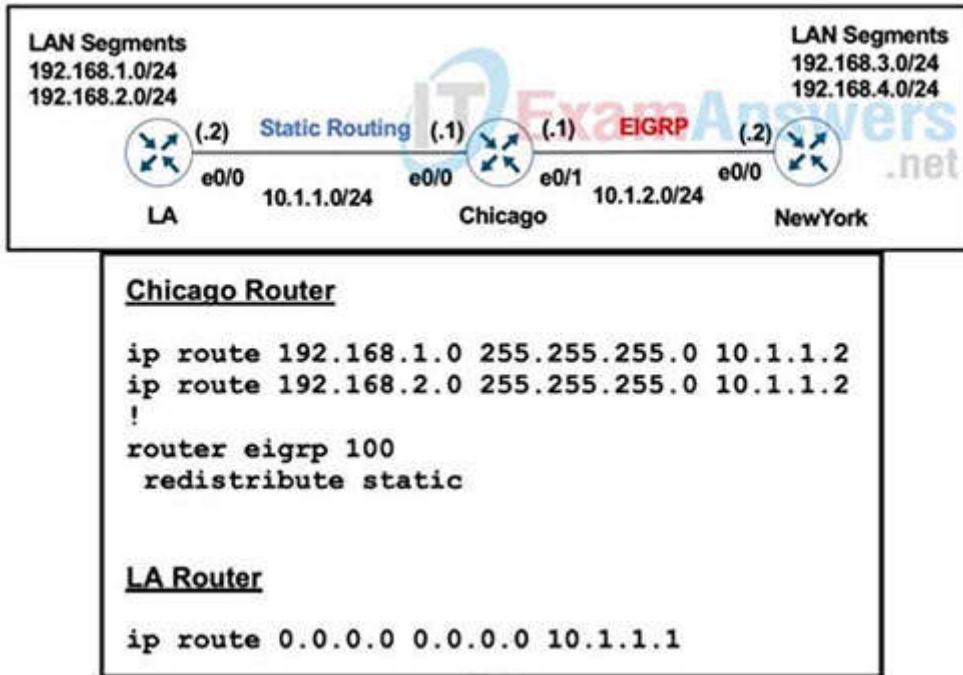 LAN Segments
192.168.1.0/24
192.168.2.0/24
LAN Segments
192.168.3.0/24
192.168.4.0/24
IT ExamAnswers
.net
(.2) Static Routing (.1) (.1) EIGRP (.2)
e0/0 10.1.1.0/24 e0/0 e0/1 10.1.2.0/24 e0/0
LA Chicago NewYork
Chicago Router
ip route 192.168.1.0 255.255.255.0 10.1.1.2
ip route 192.168.2.0 255.255.255.0 10.1.1.2
!
router eigrp 100
redistribute static
LA Router
ip route 0.0.0.0 0.0.0.0 10.1.1.1